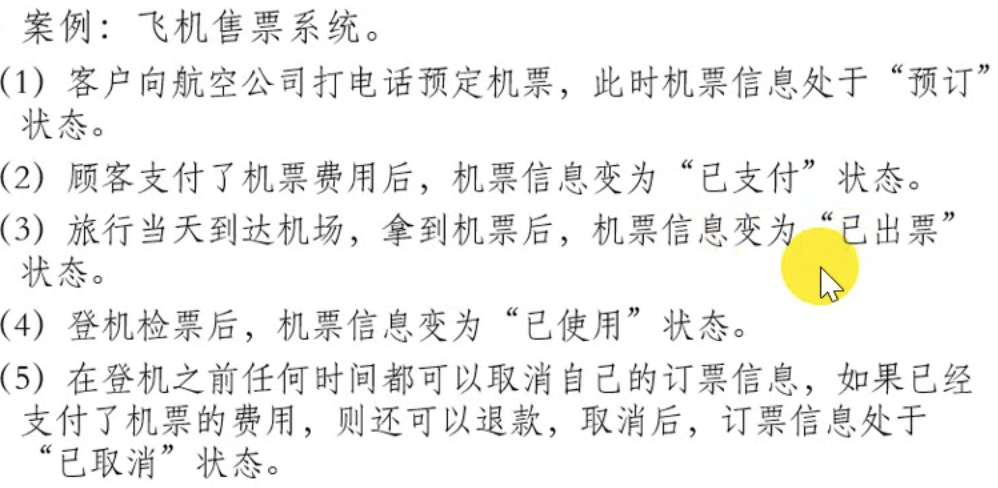 案例：飞机售票系统。
(1) 客户向航空公司打电话预定机票，此时机票信息处于“预订”
状态。
(2) 顾客支付了机票费用后，机票信息变为“已支付”状态。
(3) 旅行当天到达机场，拿到机票后，机票信息变为“已出票”
状态。
(4) 登机检票后，机票信息变为“已使用”状态。
(5) 在登机之前任何时间都可以取消自己的订票信息，如果已经
支付了机票的费用，则还可以退款，取消后，订票信息处于
“已取消”状态。